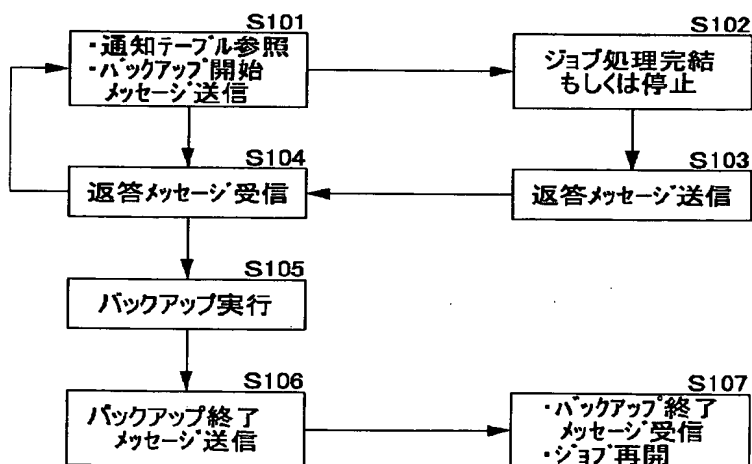 S101
・通知テーブル参照
・バックアップ開始
メッセージ送信
S102
ジョブ処理完結
もしくは停止
S104
返答メッセージ受信
S103
返答メッセージ送信
S105
バックアップ実行
S106
バックアップ終了
メッセージ送信
S107
・バックアップ終了
メッセージ受信
・ジョブ再開